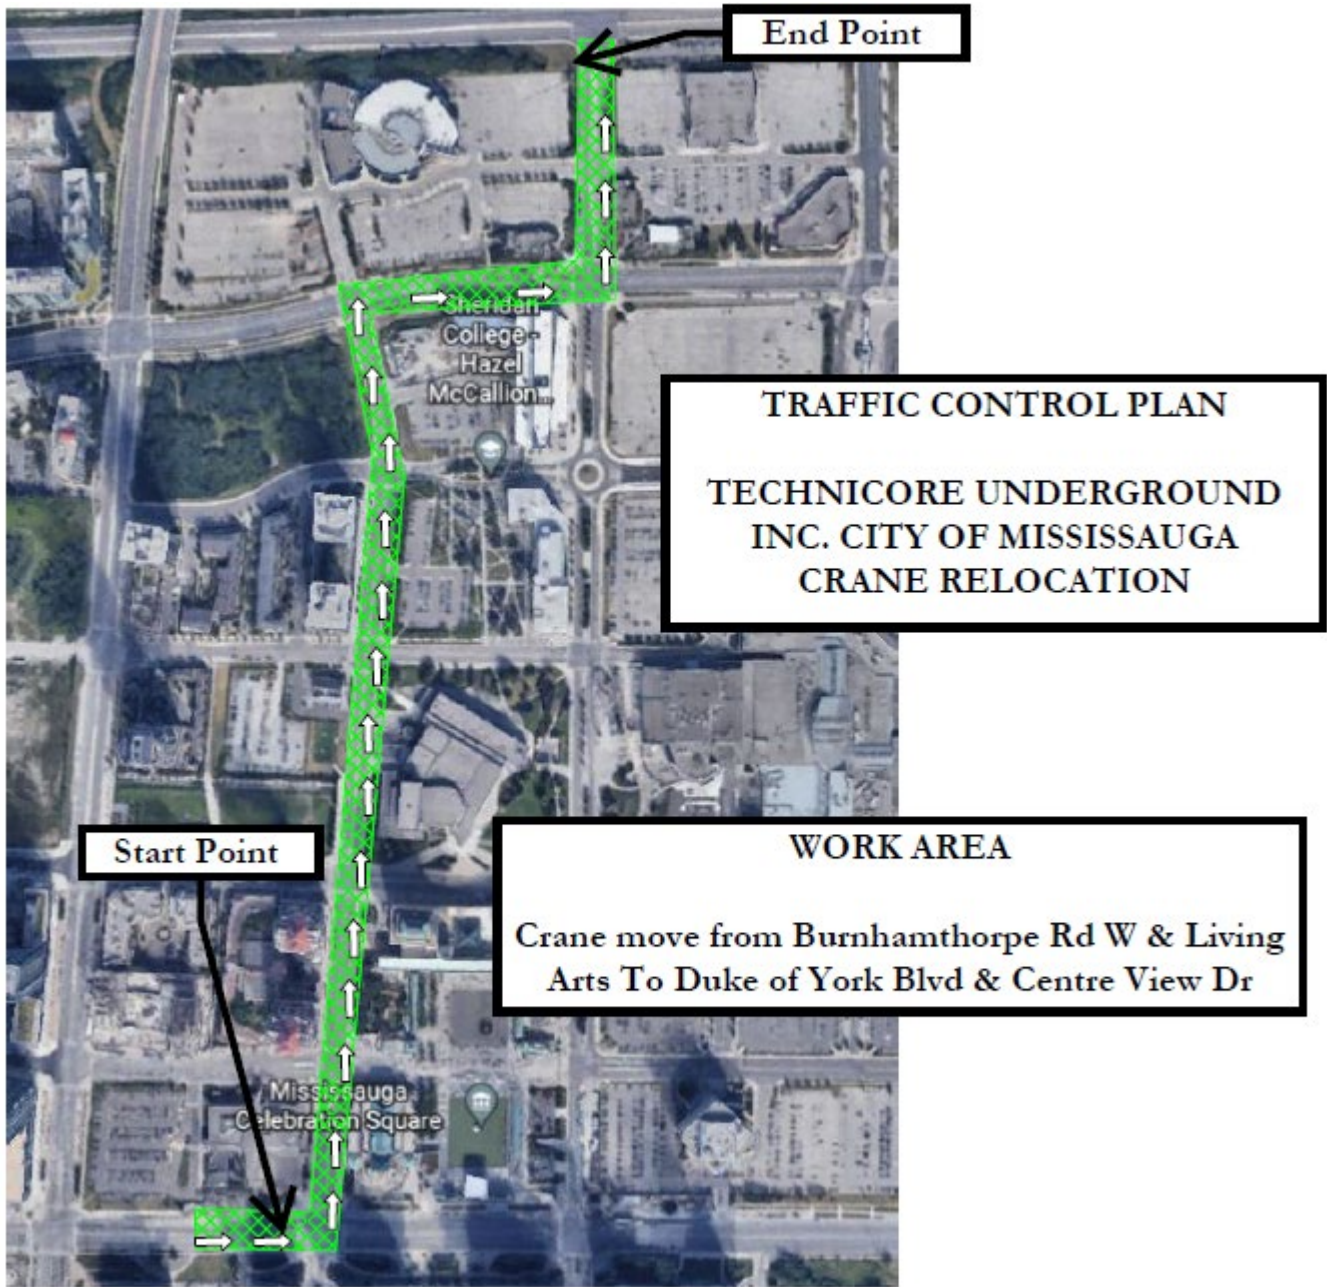 End Point
Sheridan
College -
Hazel
McCallion...
TRAFFIC CONTROL PLAN
TECHNICORE UNDERGROUND
INC. CITY OF MISSISSAUGA
CRANE RELOCATION
Start Point
WORK AREA
Crane move from Burnhamthorpe Rd W & Living
Arts To Duke of York Blvd & Centre View Dr
Mississauga
Celebration Square